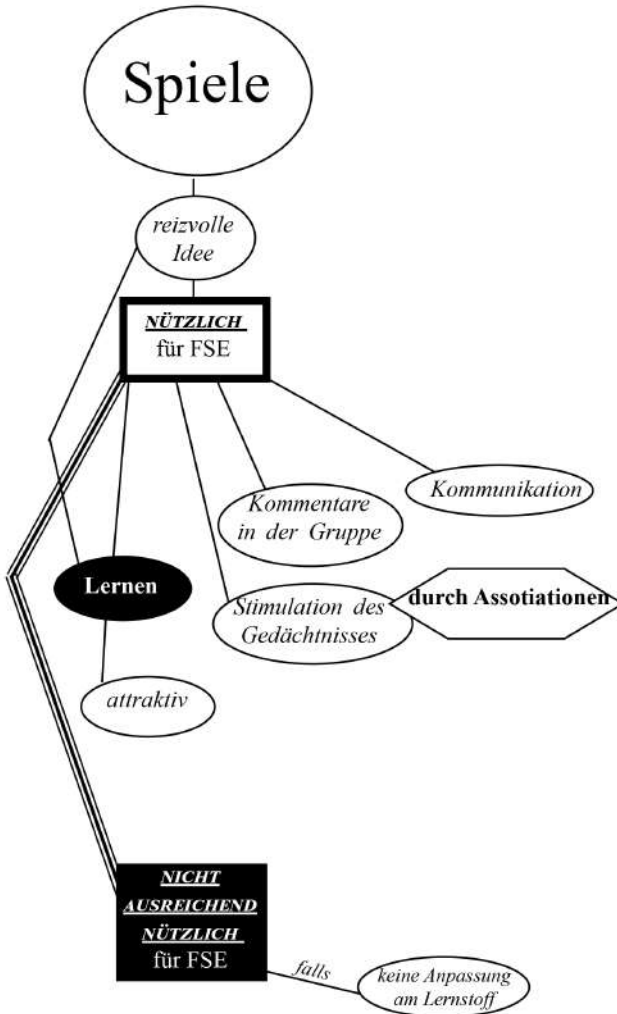 Spiele
reizvolle
Idee
NÜTZLICH
für FSE
Kommunikation
Kommentare
in der Gruppe
Lernen
Stimulation des
Gedächtnisses
durch Assotiationen
attraktiv
NICHT
AUSREICHEND
NÜTZLICH
für FSE
falls
keine Anpassung
am Lernstoff